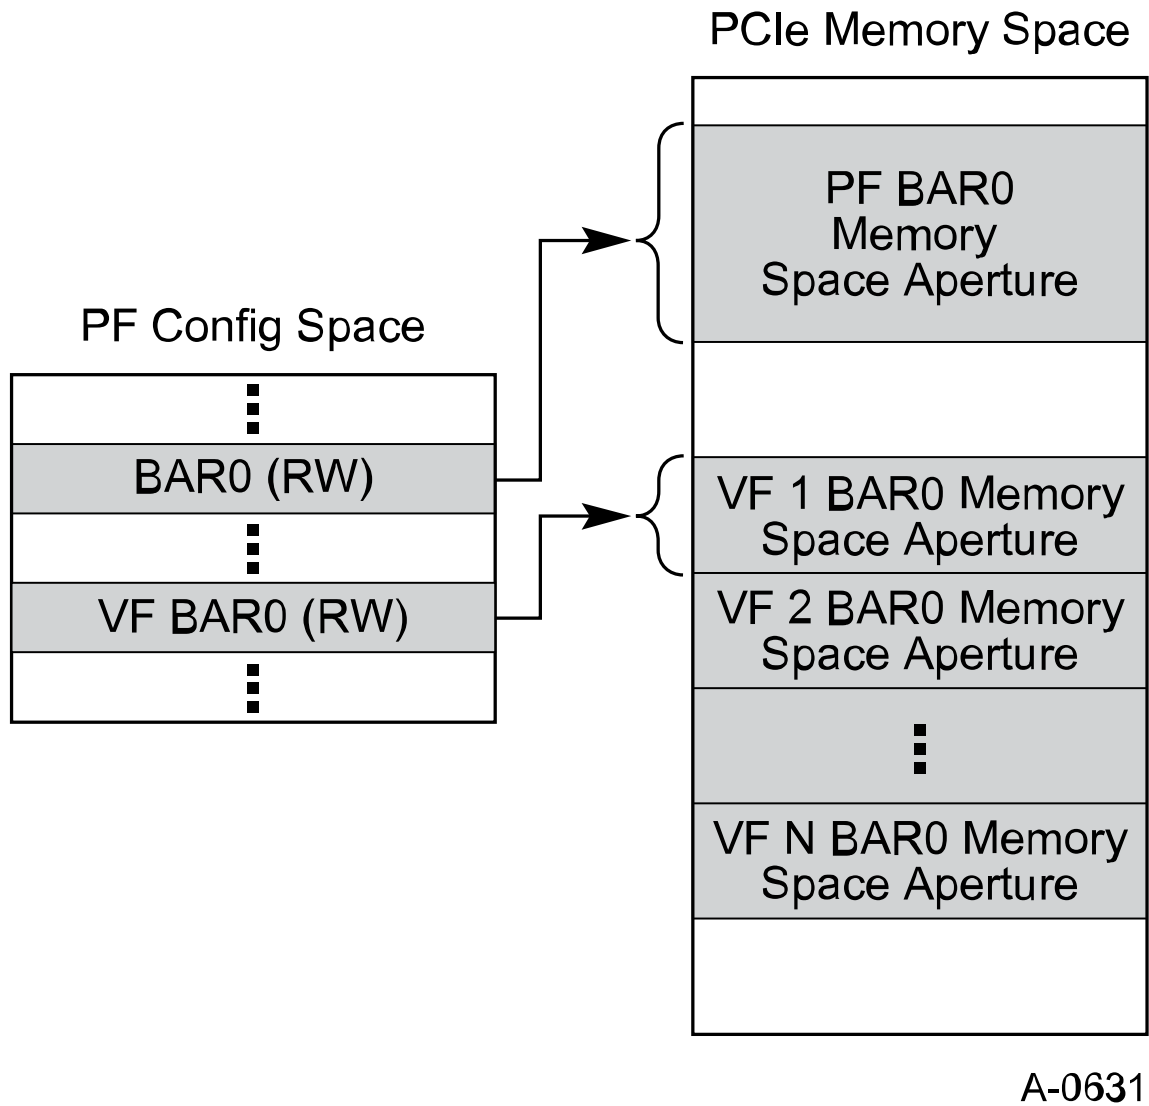 PCIe Memory Space
PF BAR0
Memory
Space Aperture
PF Config Space
BAR0 (RW)
VF BAR0 (RW)
VF 1 BAR0 Memory
Space Aperture
VF 2 BAR0 Memory
Space Aperture
VF N BAR0 Memory
Space Aperture
A-0631